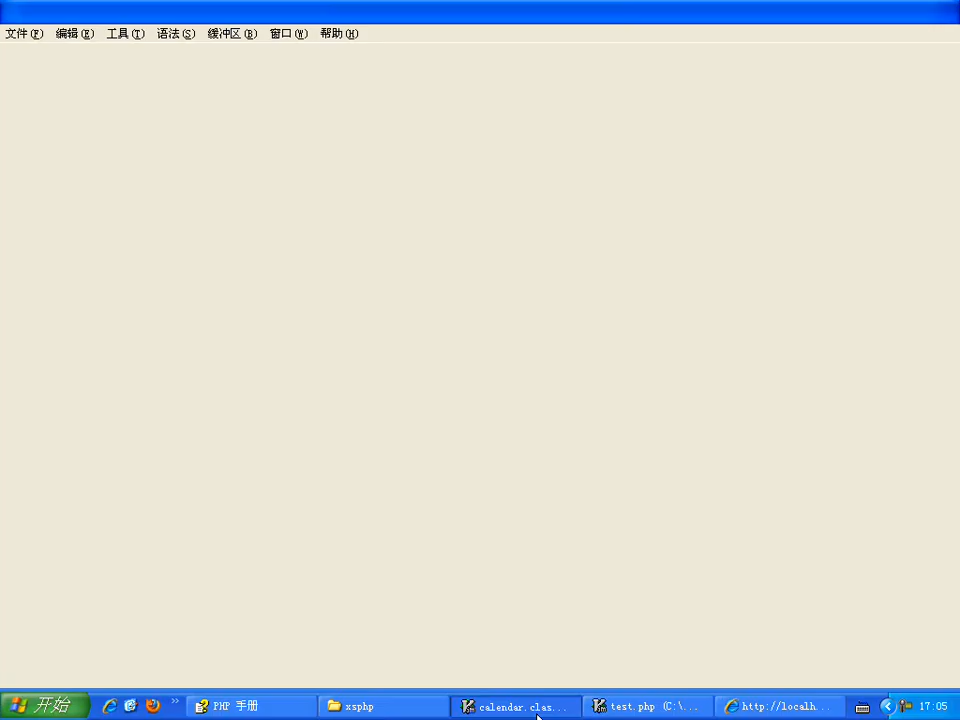 文件(F) 编辑(E) 工具(T) 语法(S) 缓冲区(B) 窗口(W) 帮助(H)
开始 » PHP 手册 xsphp calendar.clas... test.php (C:\... http://localh... 17:05